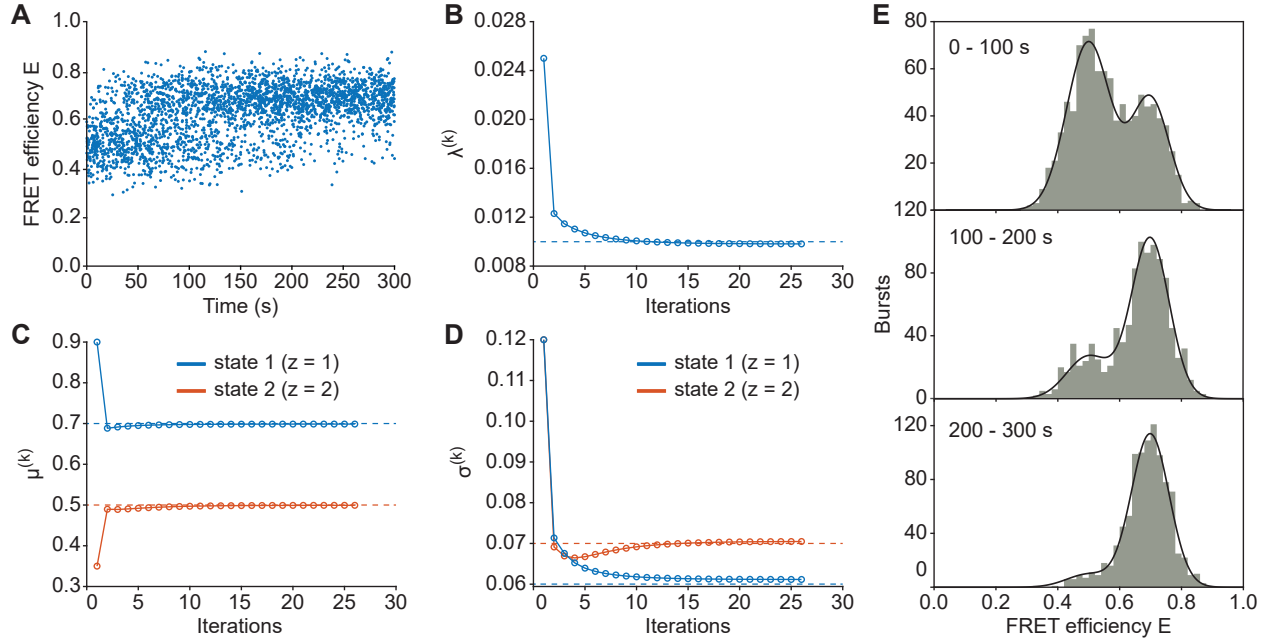 A
1.0
0.8
0.6
0.4
0.2
0.0
FRET efficiency E
0 50 100 150 200 250 300
Time (s)
B
0.028
0.024
0.020
0.016
0.012
0.008
λ(k)
0 5 10 15 20 25 30
Iterations
C
0.9
0.8
0.7
0.6
0.5
0.4
0.3
μ(k)
state 1 (z = 1)
state 2 (z = 2)
0 5 10 15 20 25 30
Iterations
D
0.12
0.11
0.10
0.09
0.08
0.07
0.06
σ(k)
state 1 (z = 1)
state 2 (z = 2)
0 5 10 15 20 25 30
Iterations
E
80
60
40
20
120
0 - 100 s
80
40
0
100 - 200 s
120
80
40
0
200 - 300 s
Bursts
0.0 0.2 0.4 0.6 0.8 1.0
FRET efficiency E